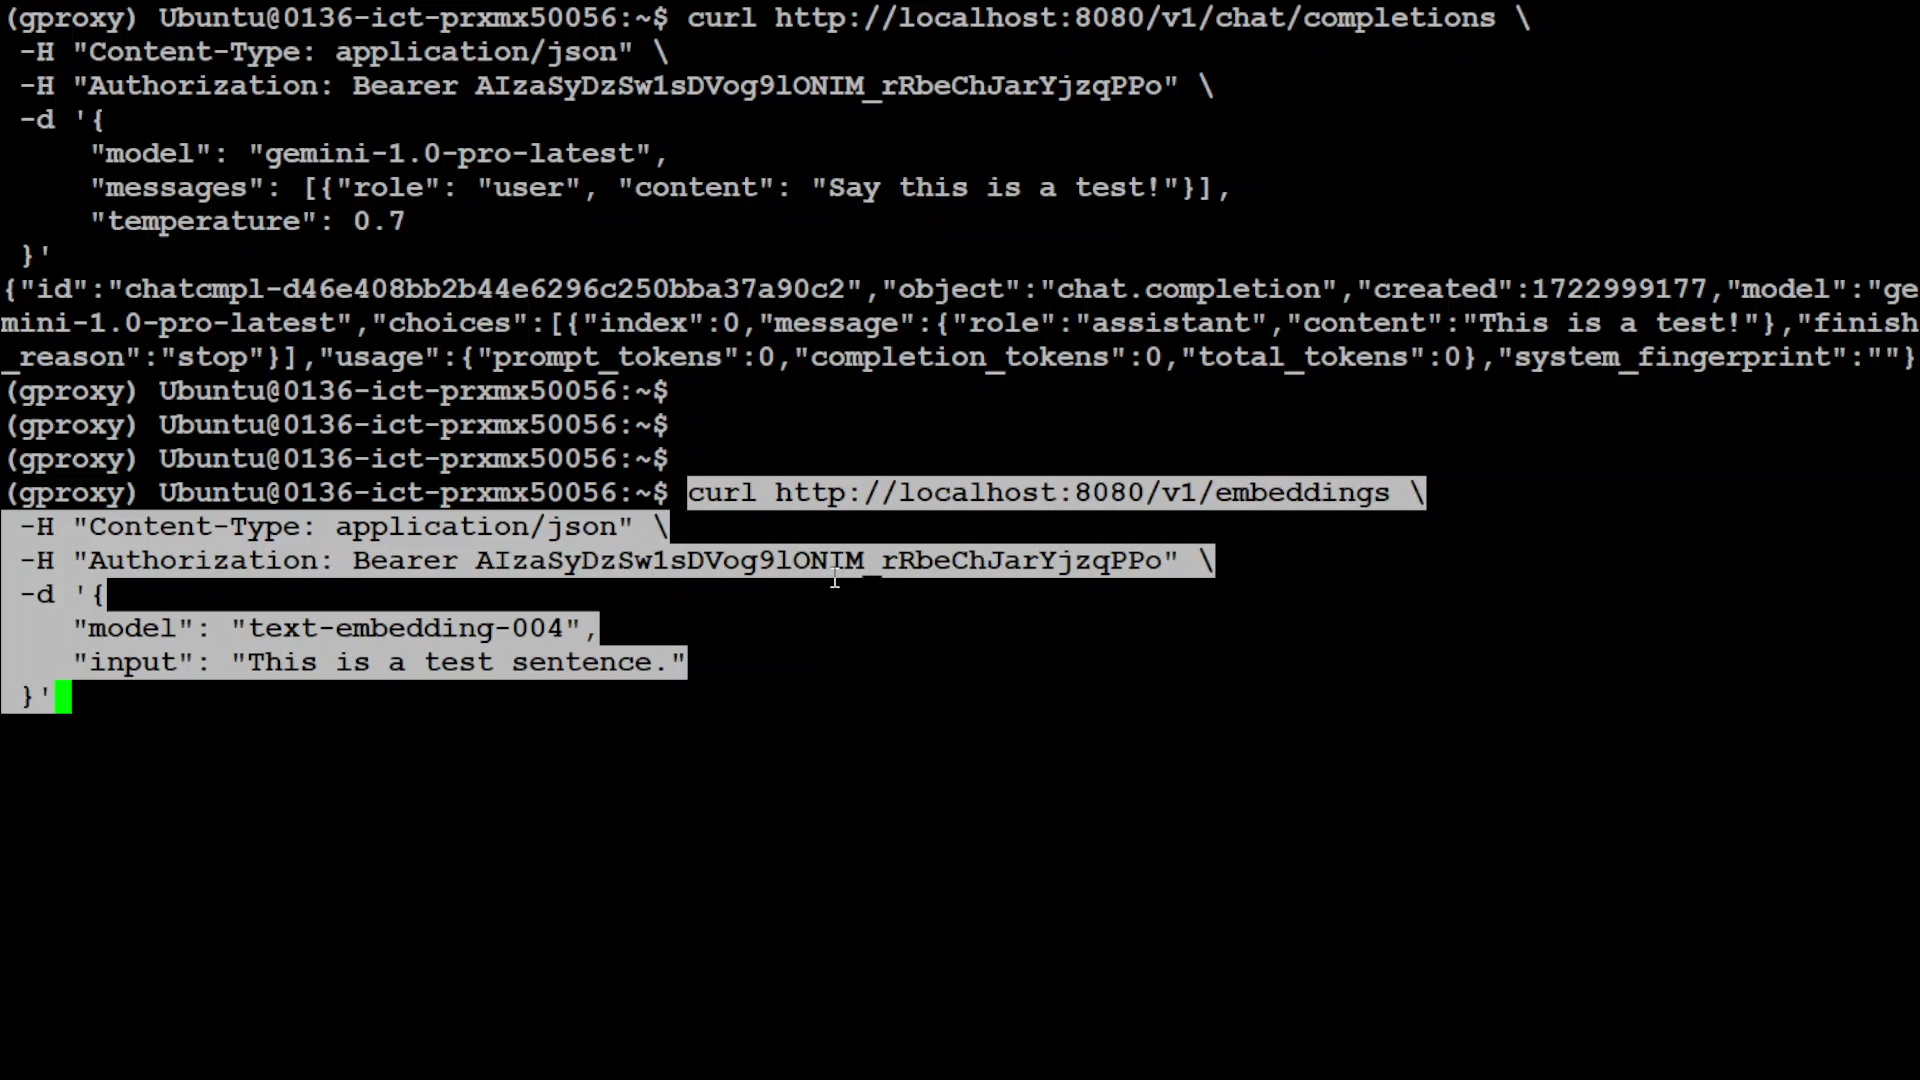 (gproxy) Ubuntu@0136-ict-prxmx50056:~$ curl http://localhost:8080/v1/chat/completions \
 -H "Content-Type: application/json" \
 -H "Authorization: Bearer AIzaSyDzSw1sDVog9lONIM_rRbeChJarYjzqPPo" \
 -d '{
     "model": "gemini-1.0-pro-latest",
     "messages": [{"role": "user", "content": "Say this is a test!"}],
     "temperature": 0.7
 }'
{"id":"chatcmpl-d46e408bb2b44e6296c250bba37a90c2","object":"chat.completion","created":1722999177,"model":"ge
mini-1.0-pro-latest","choices":[{"index":0,"message":{"role":"assistant","content":"This is a test!"},"finish
_reason":"stop"}],"usage":{"prompt_tokens":0,"completion_tokens":0,"total_tokens":0},"system_fingerprint":""}
(gproxy) Ubuntu@0136-ict-prxmx50056:~$
(gproxy) Ubuntu@0136-ict-prxmx50056:~$
(gproxy) Ubuntu@0136-ict-prxmx50056:~$
(gproxy) Ubuntu@0136-ict-prxmx50056:~$ curl http://localhost:8080/v1/embeddings \
 -H "Content-Type: application/json" \
 -H "Authorization: Bearer AIzaSyDzSw1sDVog9lONIM_rRbeChJarYjzqPPo" \
 -d '{
    "model": "text-embedding-004",
    "input": "This is a test sentence."
 }'